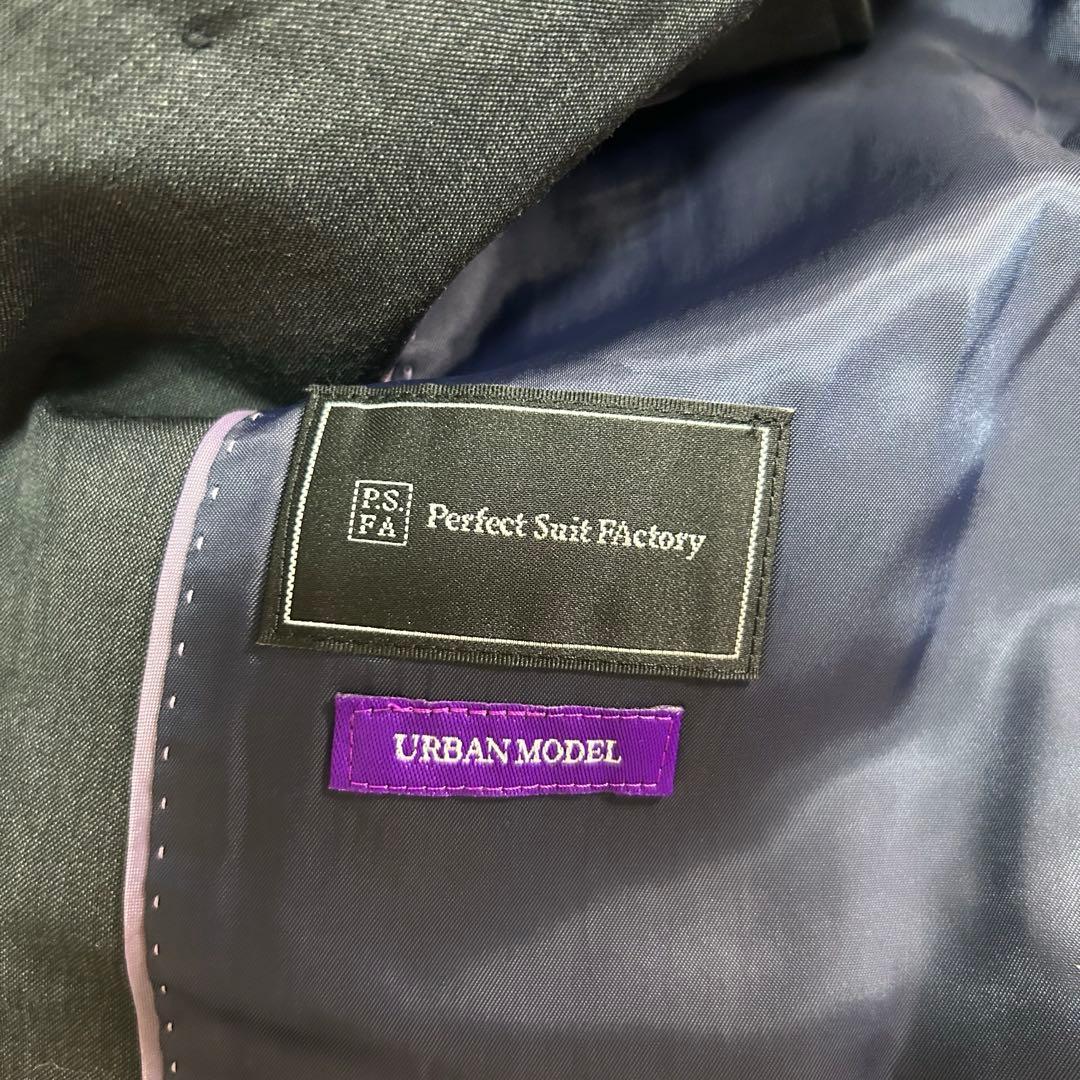 P.S.
FA
Perfect Suit FActory
URBAN MODEL